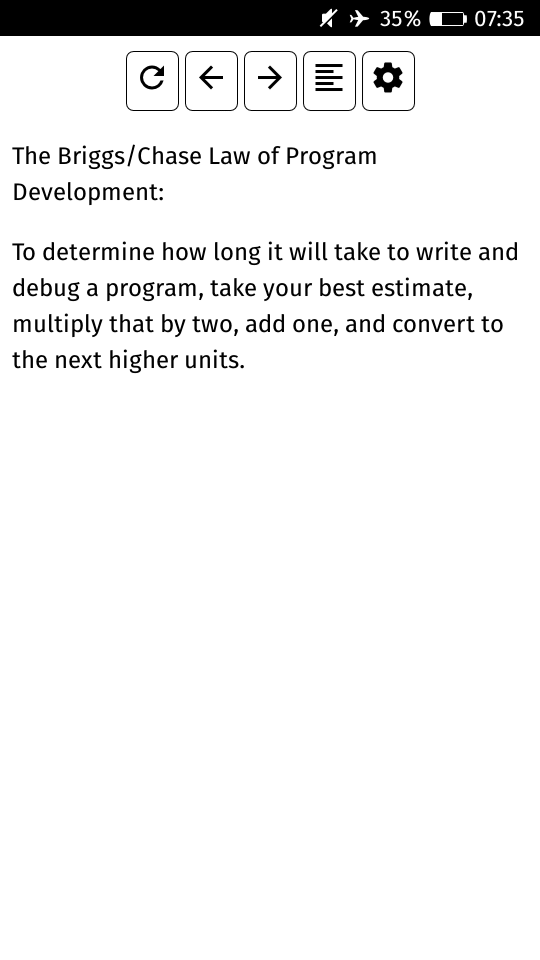 35% 07:35
The Briggs/Chase Law of Program
Development:
To determine how long it will take to write and
debug a program, take your best estimate,
multiply that by two, add one, and convert to
the next higher units.